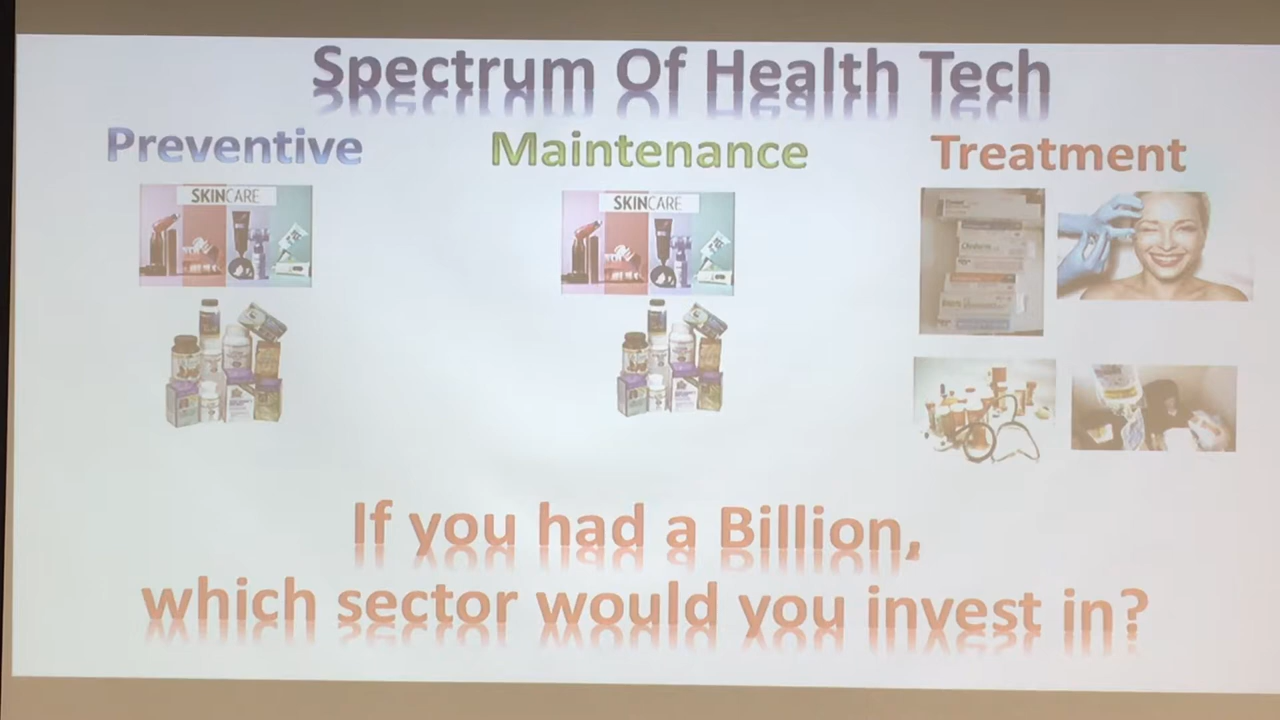 Spectrum Of Health Tech
Preventive
Maintenance
Treatment
SKINCARE
SKINCARE
If you had a Billion,
which sector would you invest in?